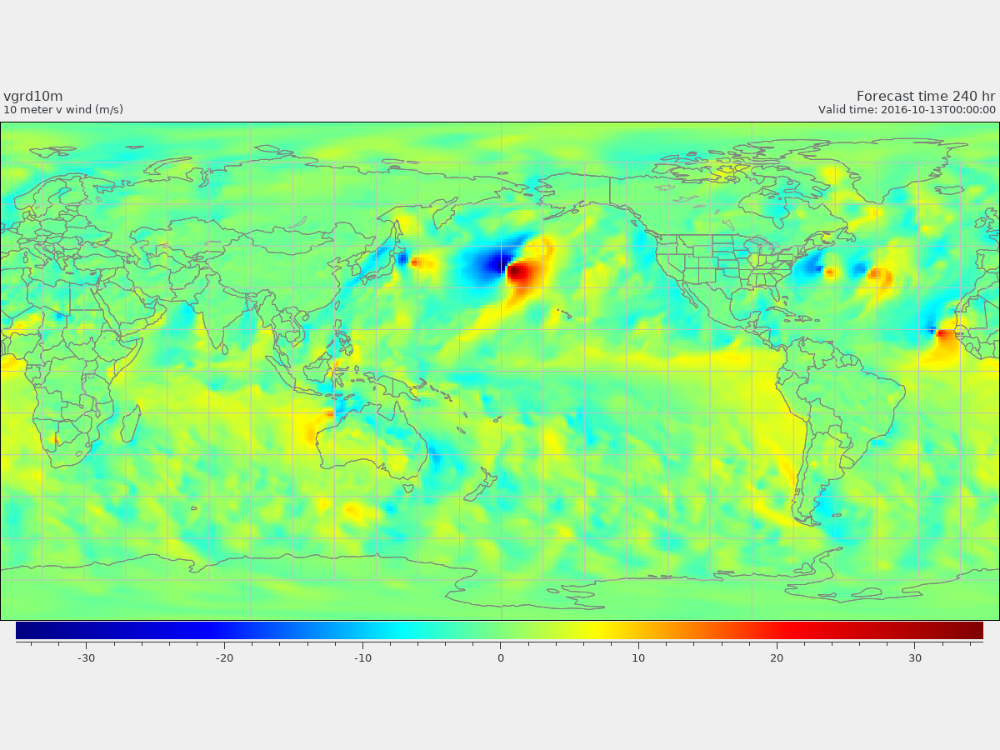 vgrd10m
10 meter v wind (m/s)
Forecast time 240 hr
Valid time: 2016-10-13T00:00:00
-30 -20 -10 0 10 20 30